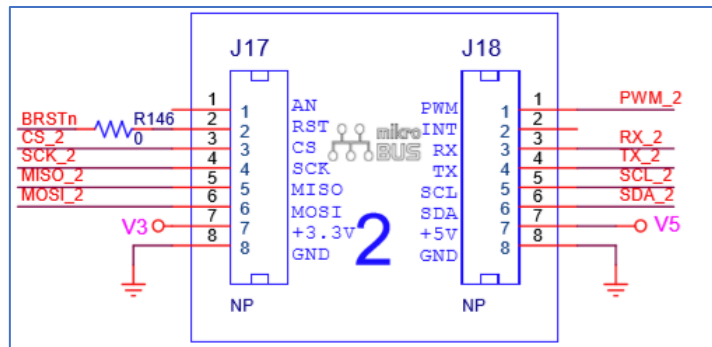 J17
J18
BRSTn
R146
0
CS_2
SCK_2
MISO_2
MOSI_2
V3
1
2
3
4
5
6
7
8
1
2
3
4
5
6
7
8
AN
RST
CS
SCK
MISO
MOSI
+3.3V
GND
NP
mikro
BUS
2
PWM
INT
RX
TX
SCL
SDA
+5V
GND
NP
1
2
3
4
5
6
7
8
1
2
3
4
5
6
7
8
PWM_2
RX_2
TX_2
SCL_2
SDA_2
V5